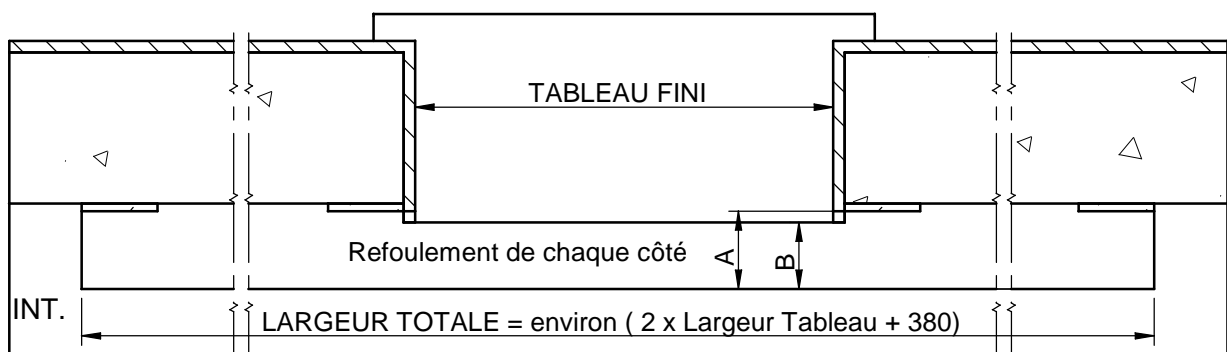 TABLEAU FINI
Refoulement de chaque côté
A
B
INT.
LARGEUR TOTALE = environ ( 2 x Largeur Tableau + 380)